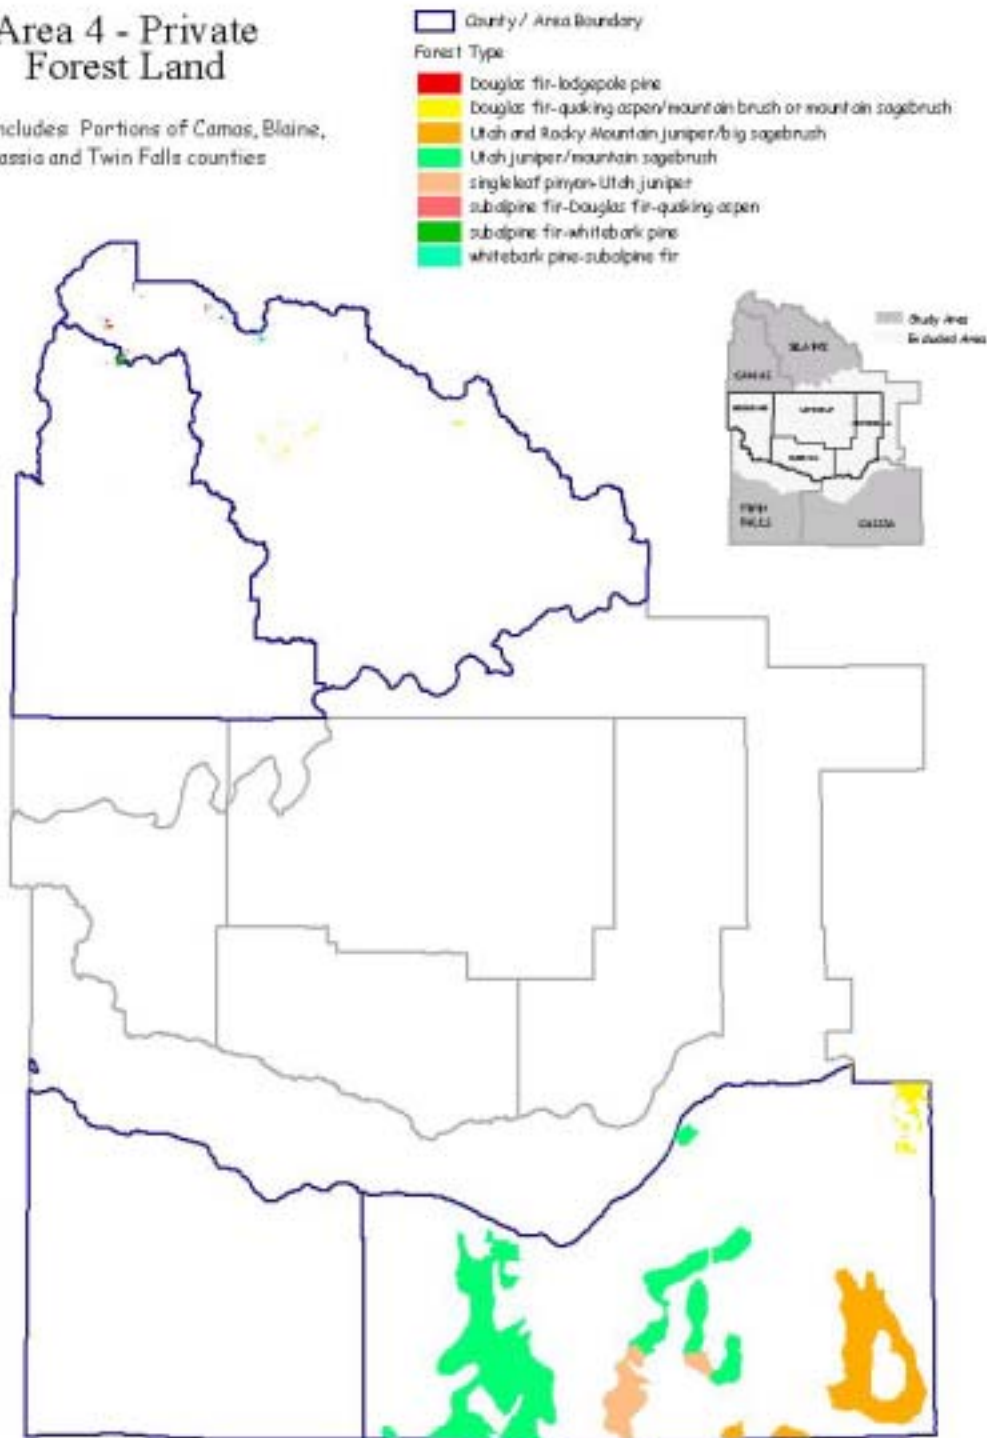 Area 4 - Private
Forest Land
ncludes: Portions of Camas, Blaine,
assia and Twin Falls counties
County / Area Boundary
Forest Type
Douglas fir-lodgepole pine
Douglas fir-quaking aspen/mountain brush or mountain sagebrush
Utah and Rocky Mountain juniper/big sagebrush
Utah juniper/mountain sagebrush
singleleaf pinyon-Utah juniper
subalpine fir-Douglas fir-quaking aspen
subalpine fir-whitebark pine
whitebark pine-subalpine fir
Study Area
Excluded Area
BLAINE
CAMAS
TWIN
FALLS
CASSIA